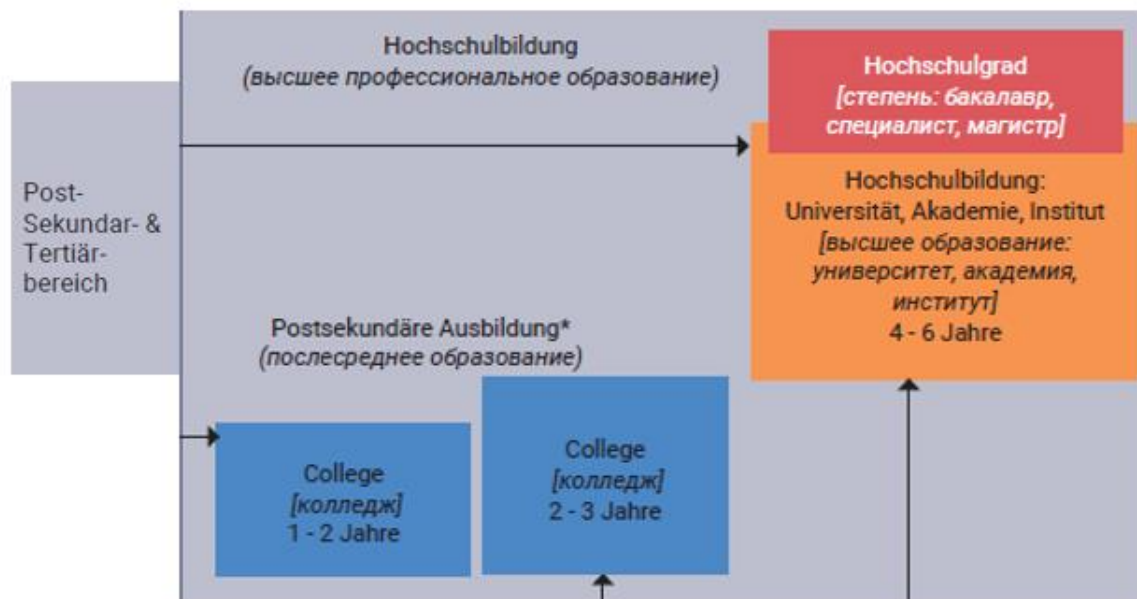 Hochschulbildung
(высшее профессиональное образование)
Hochschulgrad
[степень: бакалавр,
специалист, магистр]
Post-
Sekundar- &
Tertiär-
bereich
Hochschulbildung:
Universität, Akademie, Institut
[высшее образование:
университет, академия,
институт]
4 - 6 Jahre
Postsekundäre Ausbildung*
(послесреднее образование)
College
[колледж]
1 - 2 Jahre
College
[колледж]
2 - 3 Jahre